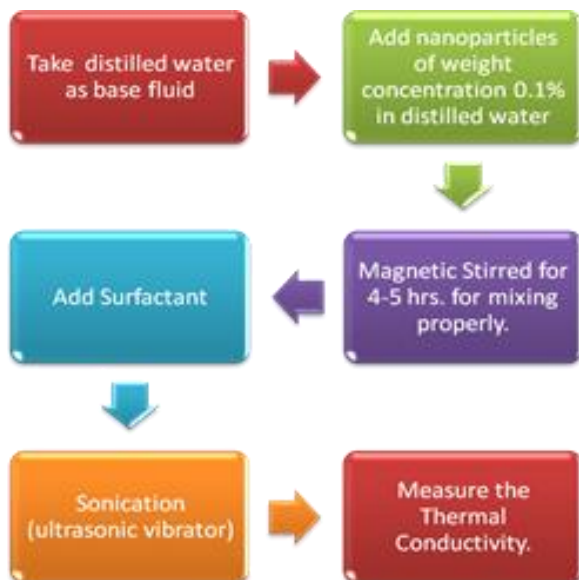 Take distilled water
as base fluid
Add nanoparticles
of weight
concentration 0.1%
in distilled water
Magnetic Stirred for
4-5 hrs. for mixing
properly.
Add Surfactant
Sonication
(ultrasonic vibrator)
Measure the
Thermal
Conductivity.